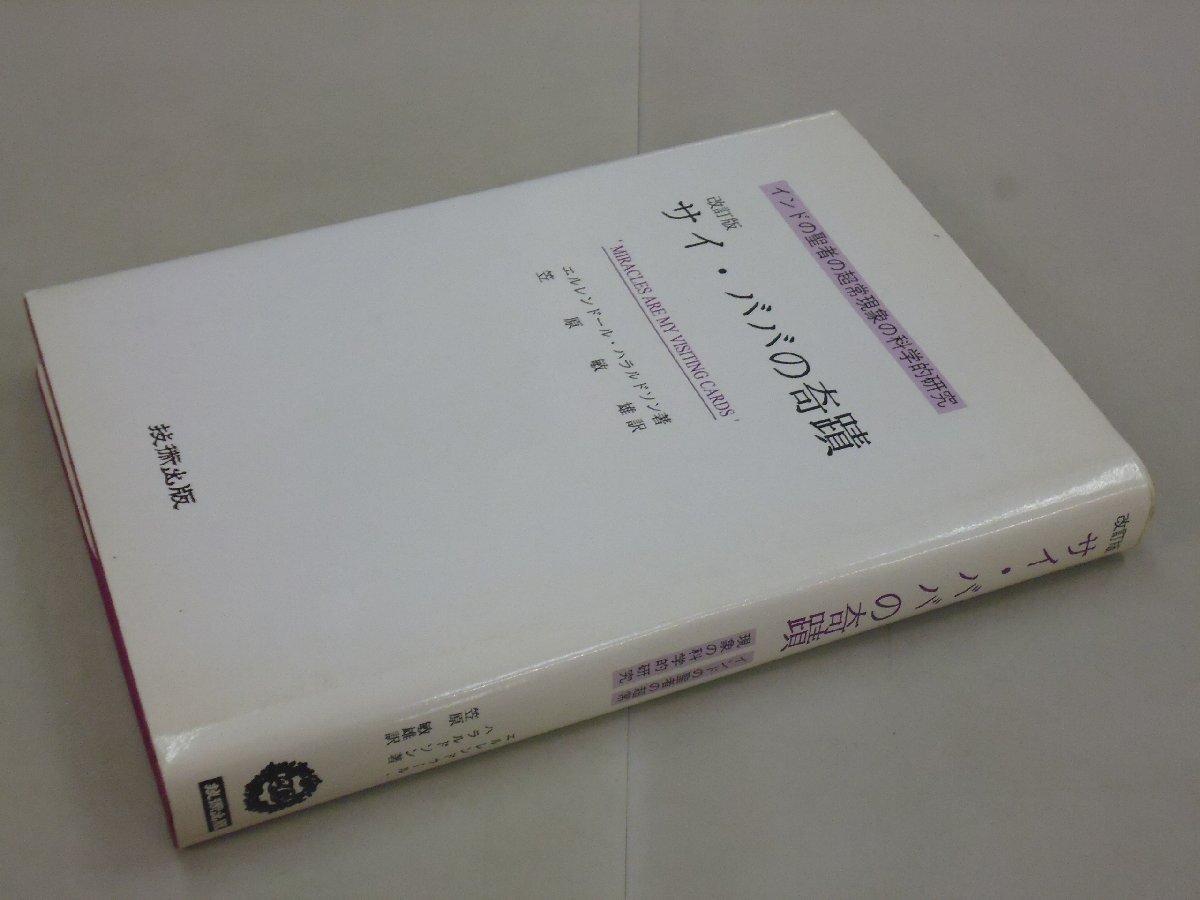 インドの聖者の超常現象の科学的研究
改訂版
サイ・ババの奇蹟
'MIRACLES ARE MY VISITING CARDS'
エルレンドール・ハラルドソン著
笠原敏雄訳
技術出版
改訂版
サイ・ババの奇蹟
インドの聖者の超常
現象の科学的研究
エルレンドゥール・
ハラルドソン著
笠原敏雄訳
技術出版